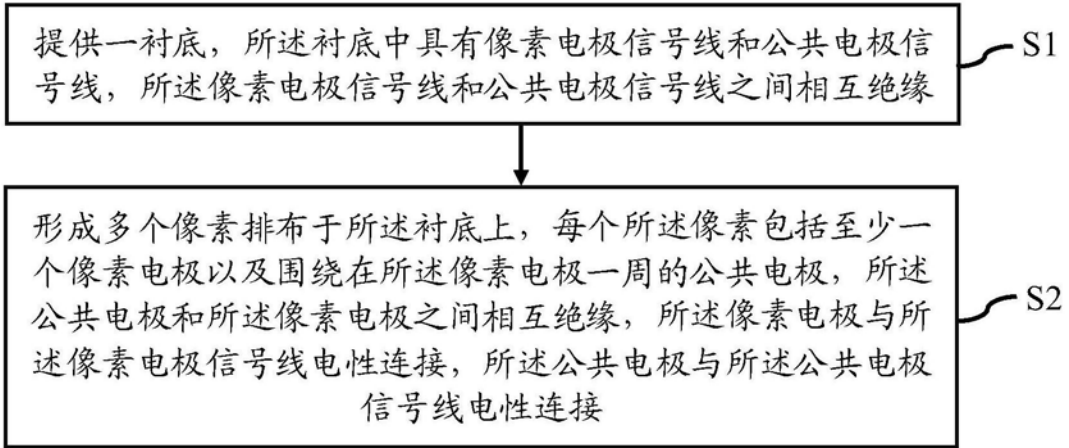 提供一衬底，所述衬底中具有像素电极信号线和公共电极信
号线，所述像素电极信号线和公共电极信号线之间相互绝缘
S1
形成多个像素排布于所述衬底上，每个所述像素包括至少一
个像素电极以及围绕在所述像素电极一周的公共电极，所述
公共电极和所述像素电极之间相互绝缘，所述像素电极与所
述像素电极信号线电性连接，所述公共电极与所述公共电极
信号线电性连接
S2